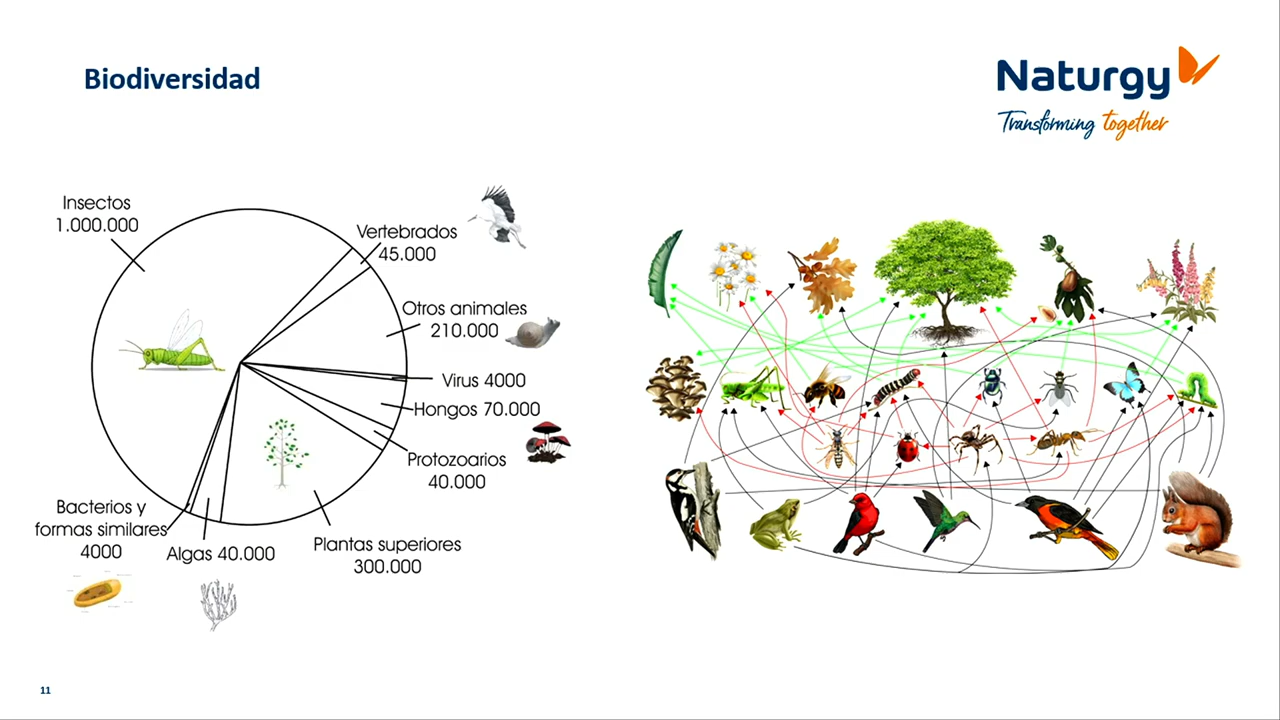 Biodiversidad
Naturgy
Transforming together
Insectos
1.000.000
Vertebrados
45.000
Otros animales
210.000
Virus 4000
Hongos 70.000
Protozoarios
40.000
Plantas superiores
300.000
Algas 40.000
Bacterios y
formas similares
4000
11